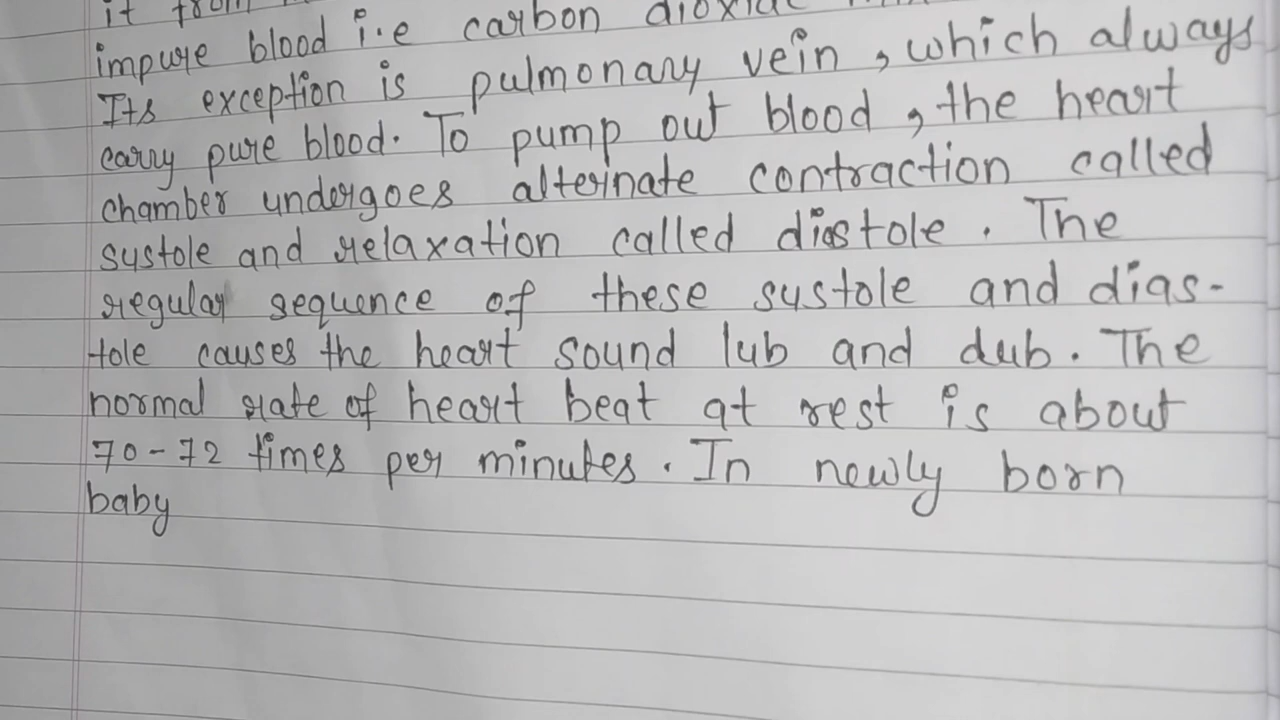 it from
impure blood i.e carbon dioxide
Its exception is pulmonary vein, which always
carry pure blood. To pump out blood, the heart
chamber undergoes alternate contraction called
systole and relaxation called diastole. The
regular sequence of these systole and dias-
tole causes the heart sound lub and dub. The
normal rate of heart beat at rest is about
70-72 times per minutes. In newly born
baby